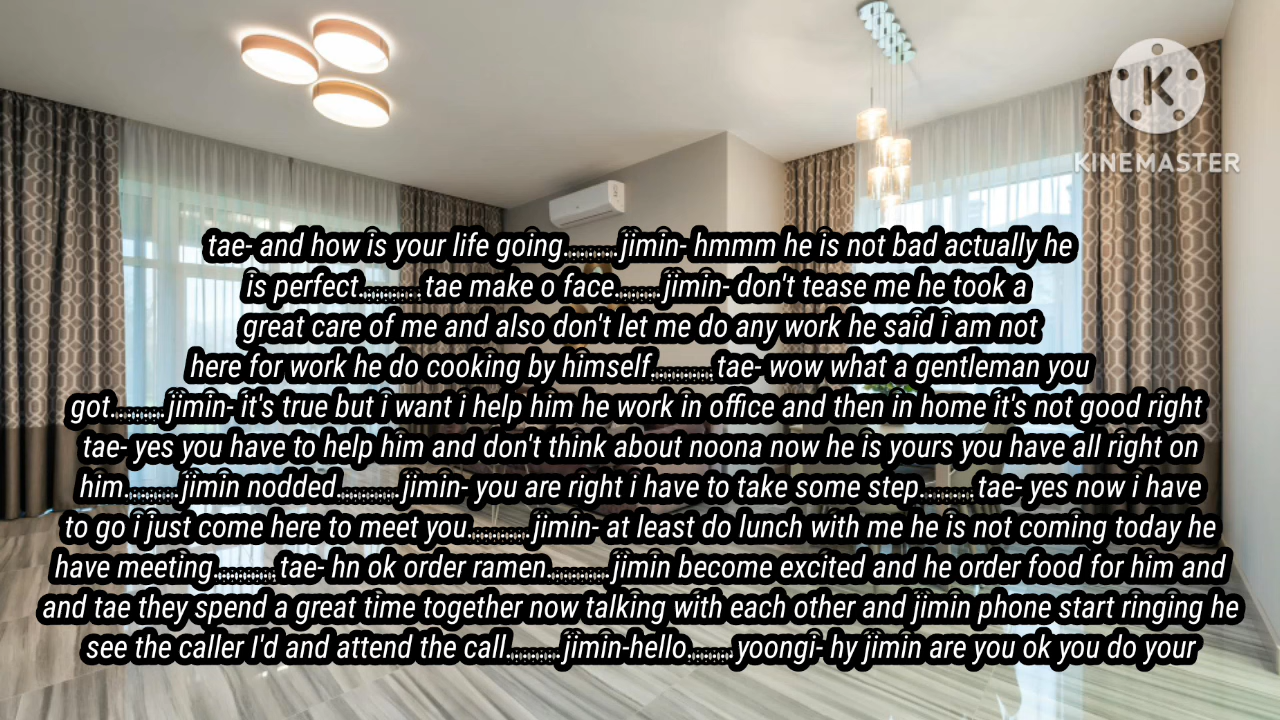 KINEMASTER
tae- and how is your life going.........jimin- hmmm he is not bad actually he
is perfect..........tae make o face.......jimin- don't tease me he took a
great care of me and also don't let me do any work he said i am not
here for work he do cooking by himself..........tae- wow what a gentleman you
got.........jimin- it's true but i want i help him he work in office and then in home it's not good right
tae- yes you have to help him and don't think about noona now he is yours you have all right on
him.........jimin nodded..........jimin- you are right i have to take some step.........tae- yes now i have
to go i just come here to meet you..........jimin- at least do lunch with me he is not coming today he
have meeting..........tae- hn ok order ramen..........jimin become excited and he order food for him and
and tae they spend a great time together now talking with each other and jimin phone start ringing he
see the caller I'd and attend the call.........jimin-hello........yoongi- hy jimin are you ok you do your